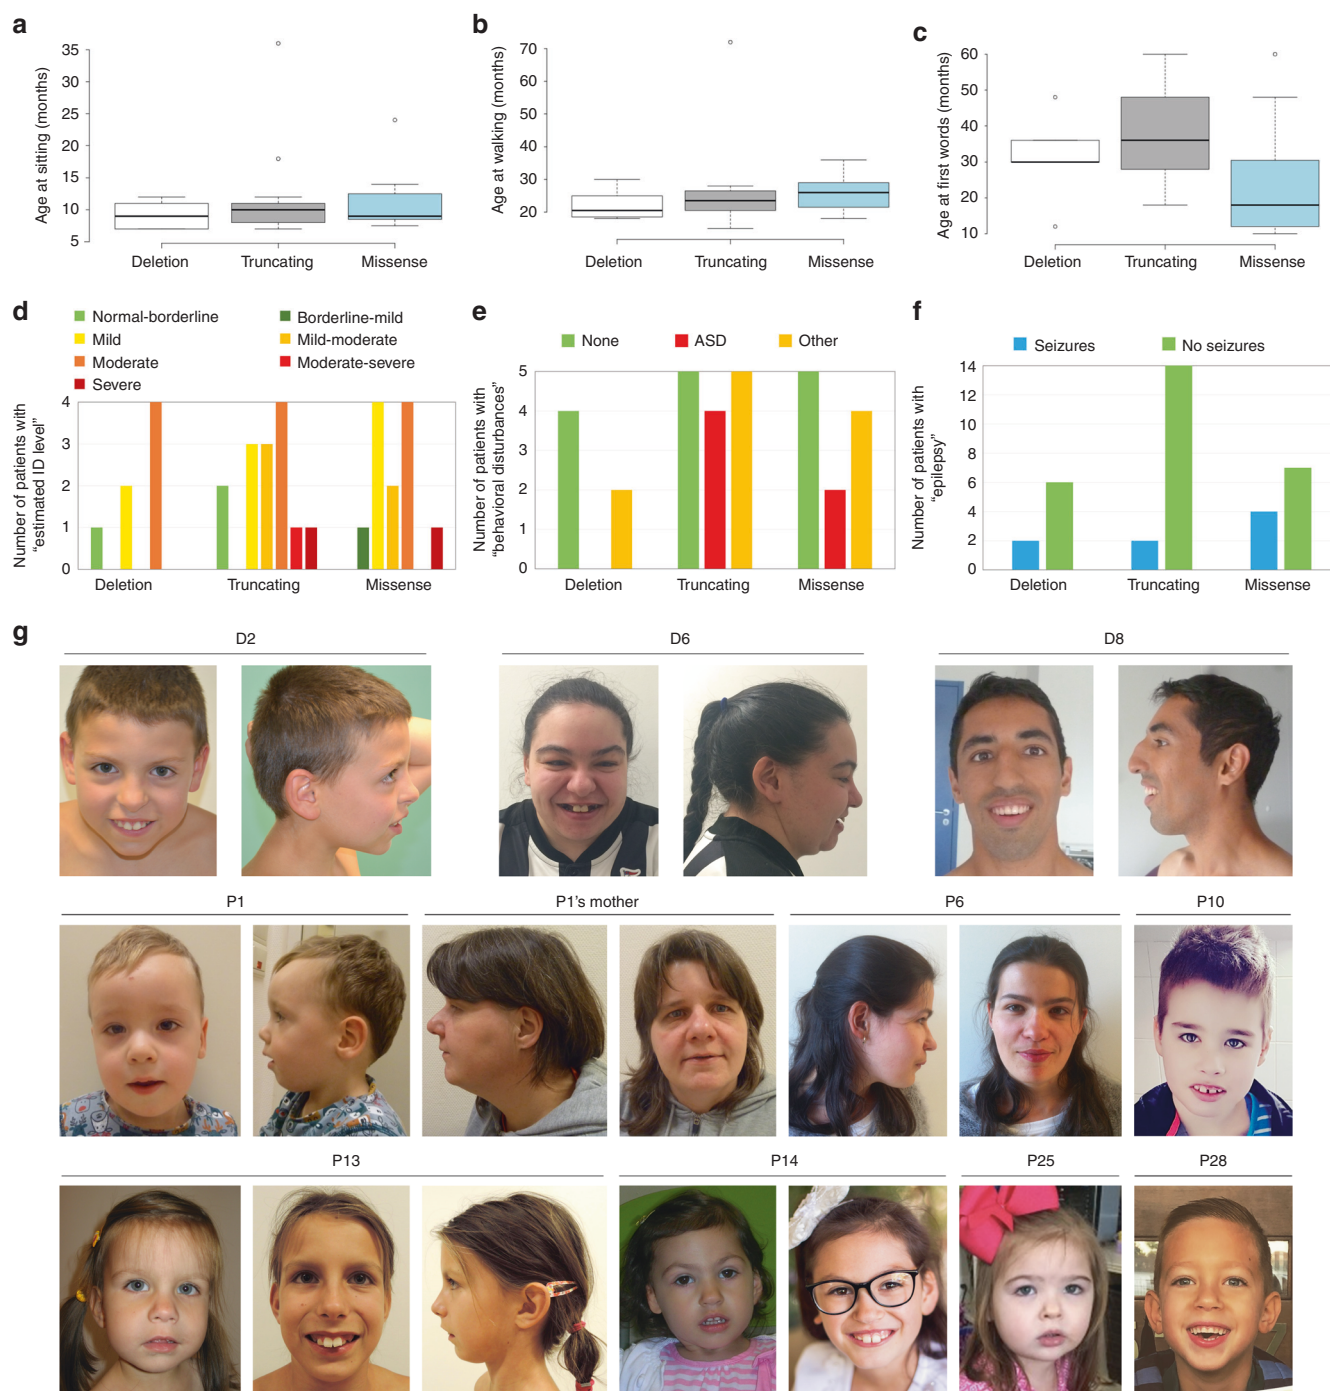 a
Age at sitting (months)
35
30
25
20
15
10
5
Deletion
Truncating
Missense
b
Age at walking (months)
70
60
50
40
30
20
Deletion
Truncating
Missense
c
Age at first words (months)
60
50
40
30
20
10
Deletion
Truncating
Missense
d
Normal-borderline
Borderline-mild
Mild
Mild-moderate
Moderate
Moderate-severe
Severe
Number of patients with
“estimated ID level”
4
3
2
1
0
Deletion
Truncating
Missense
e
None
ASD
Other
Number of patients with
“behavioral disturbances”
5
4
3
2
1
0
Deletion
Truncating
Missense
f
Seizures
No seizures
Number of patients with
“epilepsy”
14
12
10
8
6
4
2
0
Deletion
Truncating
Missense
g
D2
D6
D8
P1
P1’s mother
P6
P10
P13
P14
P25
P28